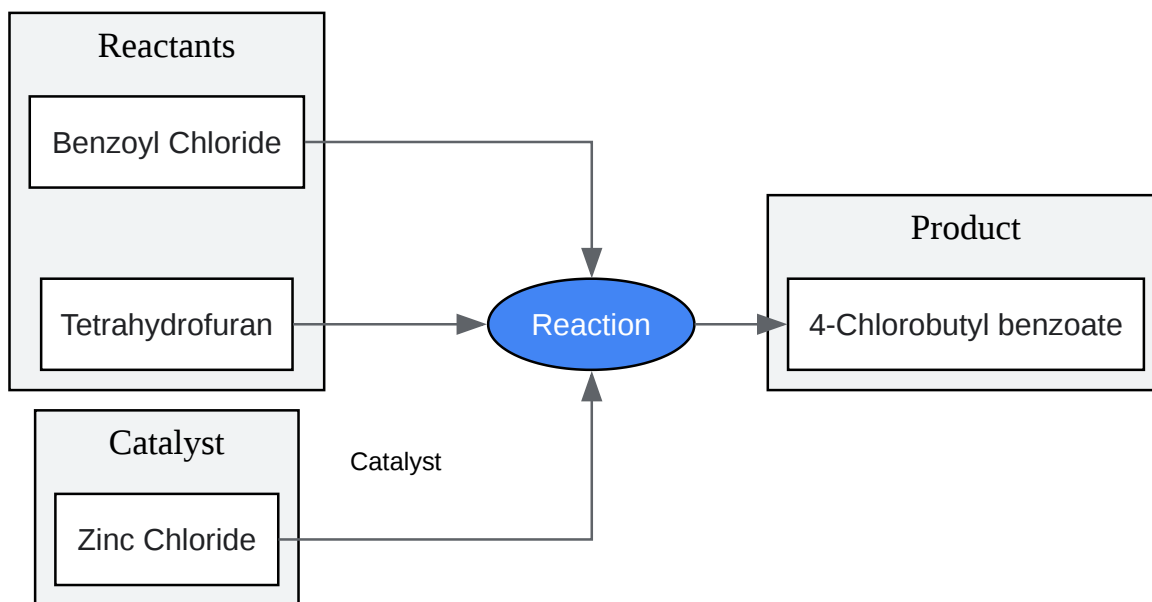 Reactants
Benzoyl Chloride
Tetrahydrofuran
Reaction
Product
4-Chlorobutyl benzoate
Catalyst
Catalyst
Zinc Chloride